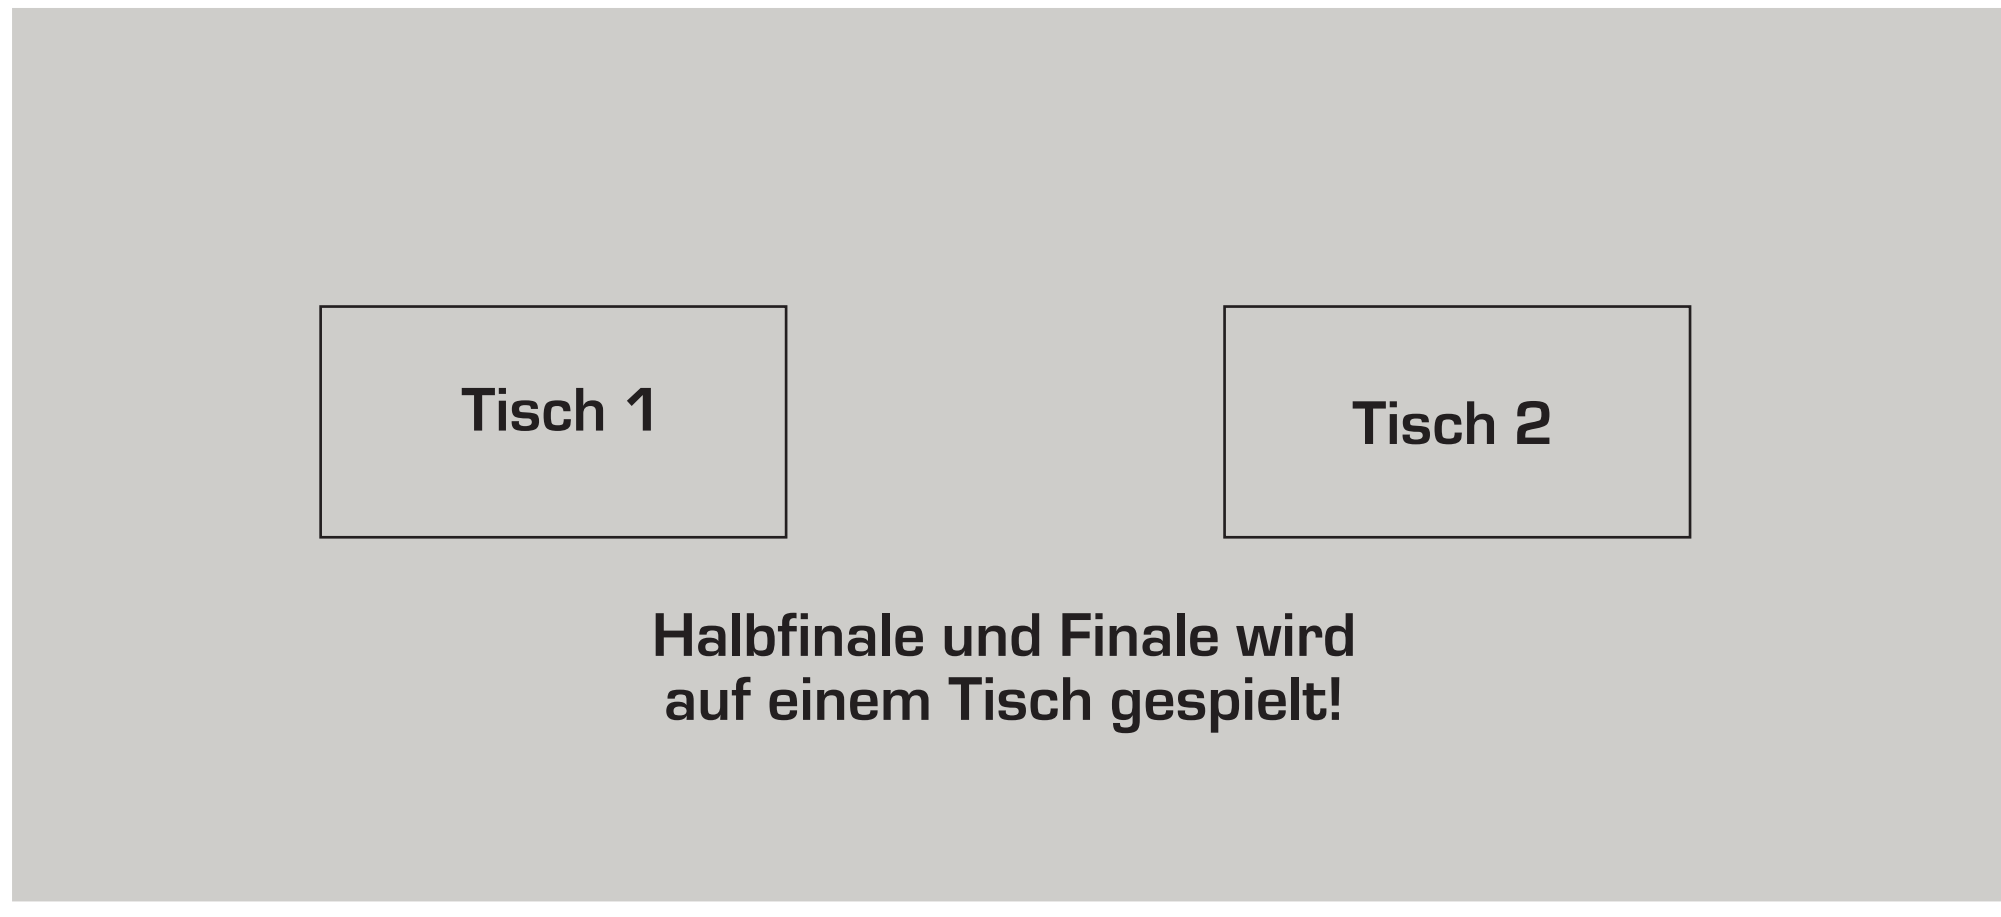 Tisch 1
Tisch 2
Halbfinale und Finale wird
auf einem Tisch gespielt!